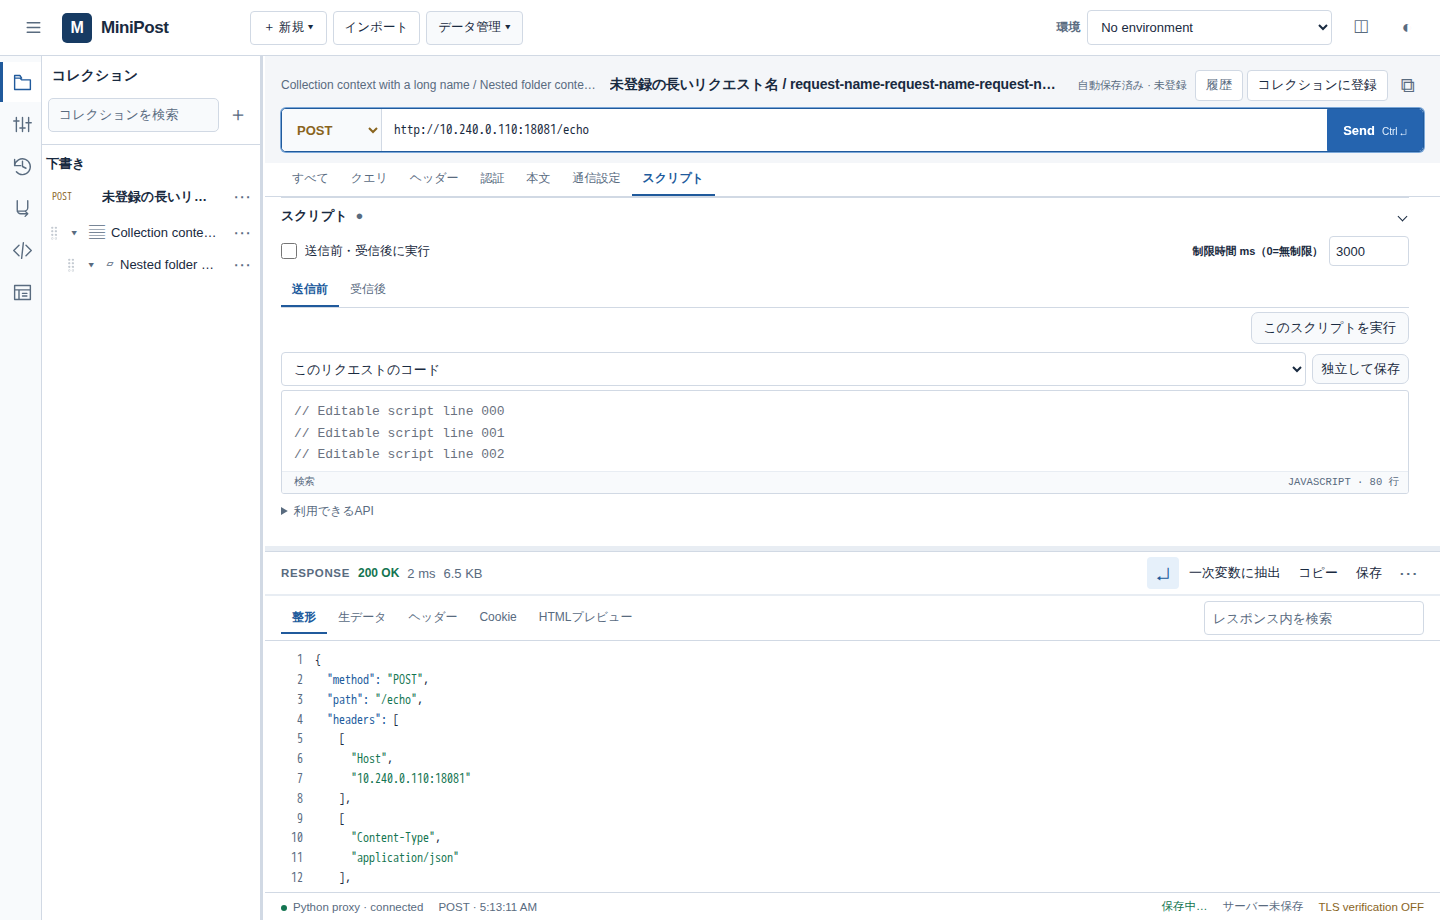 M MiniPost ＋ 新規 ▾ インポート データ管理 ▾ 環境 No environment
コレクション
コレクションを検索 ＋
下書き
POST 未登録の長いリ… ···
▾ Collection conte… ···
▾ Nested folder … ···
Collection context with a long name / Nested folder conte… 未登録の長いリクエスト名 / request-name-request-name-request-n… 自動保存済み · 未登録 履歴 コレクションに登録
POST http://10.240.0.110:18081/echo Send Ctrl ↵
すべて クエリ ヘッダー 認証 本文 通信設定 スクリプト
スクリプト ●
送信前・受信後に実行 制限時間 ms（0=無制限） 3000
送信前 受信後
このスクリプトを実行
このリクエストのコード 独立して保存
// Editable script line 000
// Editable script line 001
// Editable script line 002
検索 JAVASCRIPT · 80 行
▶ 利用できるAPI
RESPONSE 200 OK 2 ms 6.5 KB 一次変数に抽出 コピー 保存 ···
整形 生データ ヘッダー Cookie HTMLプレビュー レスポンス内を検索
1 {
2 "method": "POST",
3 "path": "/echo",
4 "headers": [
5 [
6 "Host",
7 "10.240.0.110:18081"
8 ],
9 [
10 "Content-Type",
11 "application/json"
12 ],
● Python proxy · connected POST · 5:13:11 AM 保存中… サーバー未保存 TLS verification OFF